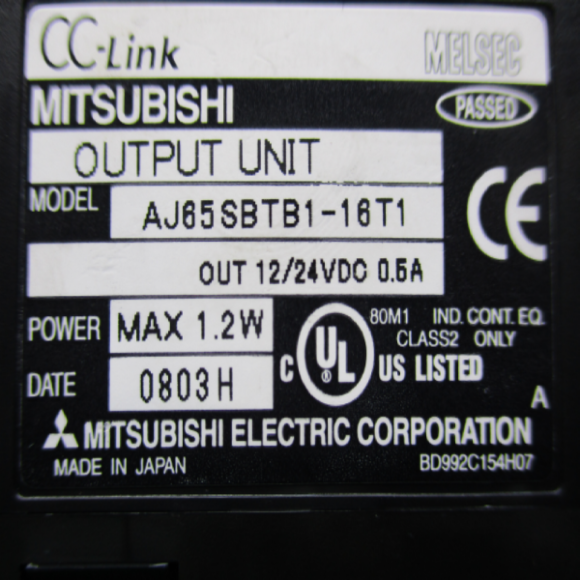 CC-Link MELSEC
MITSUBISHI PASSED
OUTPUT UNIT
MODEL AJ65SBTB1-16T1
CE
OUT 12/24VDC 0.5A
POWER MAX 1.2W
80M1 IND. CONT. EQ.
CLASS2 ONLY
C UL ® US LISTED
DATE 0803H
A
MITSUBISHI ELECTRIC CORPORATION
MADE IN JAPAN BD992C154H07